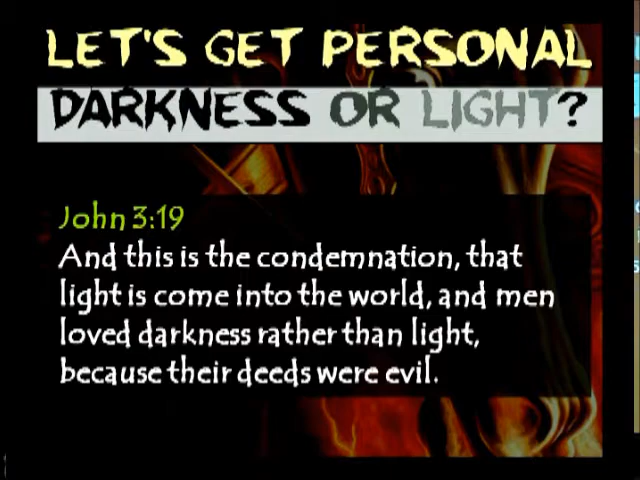 LET'S GET PERSONAL
DARKNESS OR LIGHT?
John 3:19
And this is the condemnation, that
light is come into the world, and men
loved darkness rather than light,
because their deeds were evil.